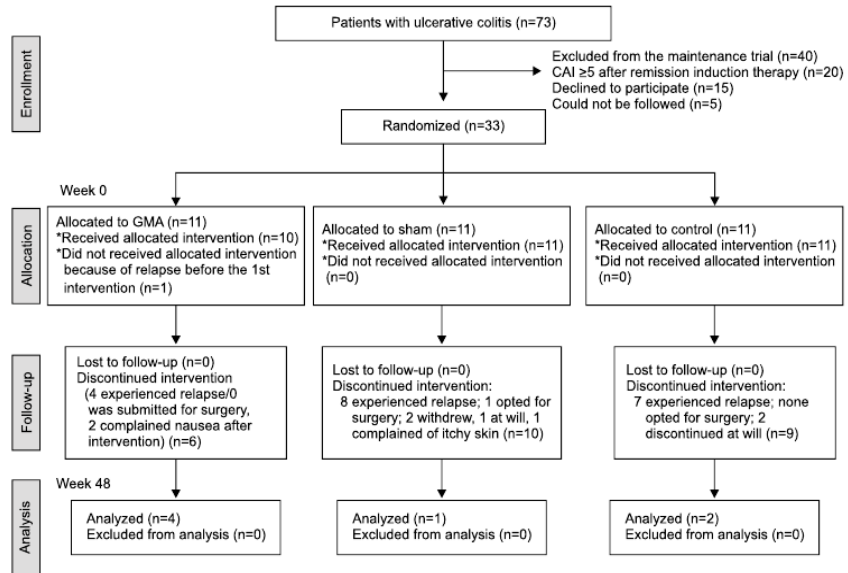 Patients with ulcerative colitis (n=73)
Enrollment
Excluded from the maintenance trial (n=40)
CAI ≥5 after remission induction therapy (n=20)
Declined to participate (n=15)
Could not be followed (n=5)
Randomized (n=33)
Week 0
Allocation
Allocated to GMA (n=11)
*Received allocated intervention (n=10)
*Did not received allocated intervention
because of relapse before the 1st
intervention (n=1)
Allocated to sham (n=11)
*Received allocated intervention (n=11)
*Did not received allocated intervention
(n=0)
Allocated to control (n=11)
*Received allocated intervention (n=11)
*Did not received allocated intervention
(n=0)
Follow-up
Lost to follow-up (n=0)
Discontinued intervention
(4 experienced relapse/0
was submitted for surgery,
2 complained nausea after
intervention) (n=6)
Lost to follow-up (n=0)
Discontinued intervention:
8 experienced relapse; 1 opted for
surgery; 2 withdrew, 1 at will, 1
complained of itchy skin (n=10)
Lost to follow-up (n=0)
Discontinued intervention:
7 experienced relapse; none
opted for surgery; 2
discontinued at will (n=9)
Week 48
Analysis
Analyzed (n=4)
Excluded from analysis (n=0)
Analyzed (n=1)
Excluded from analysis (n=0)
Analyzed (n=2)
Excluded from analysis (n=0)